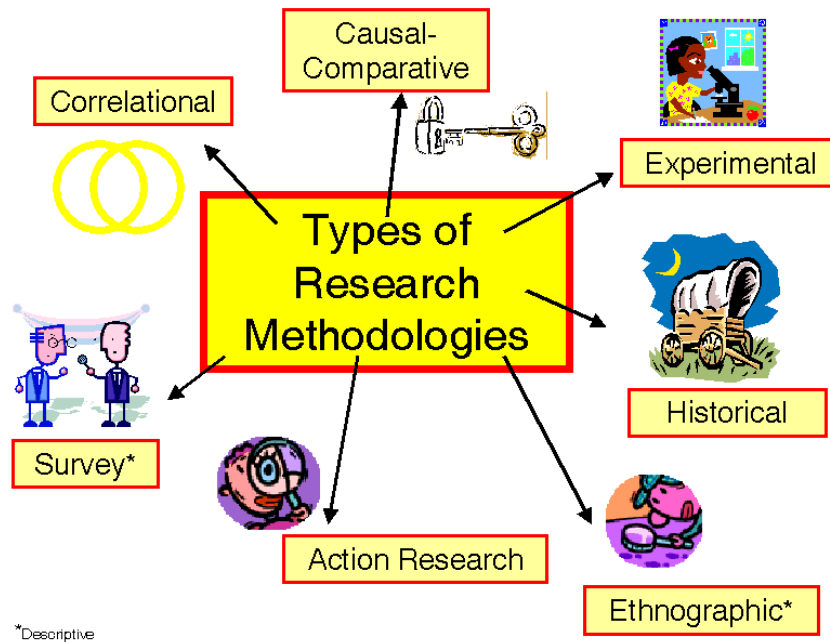 Causal-
Comparative
Correlational
Experimental
Types of
Research
Methodologies
Historical
Survey*
Action Research
Ethnographic*
*Descriptive